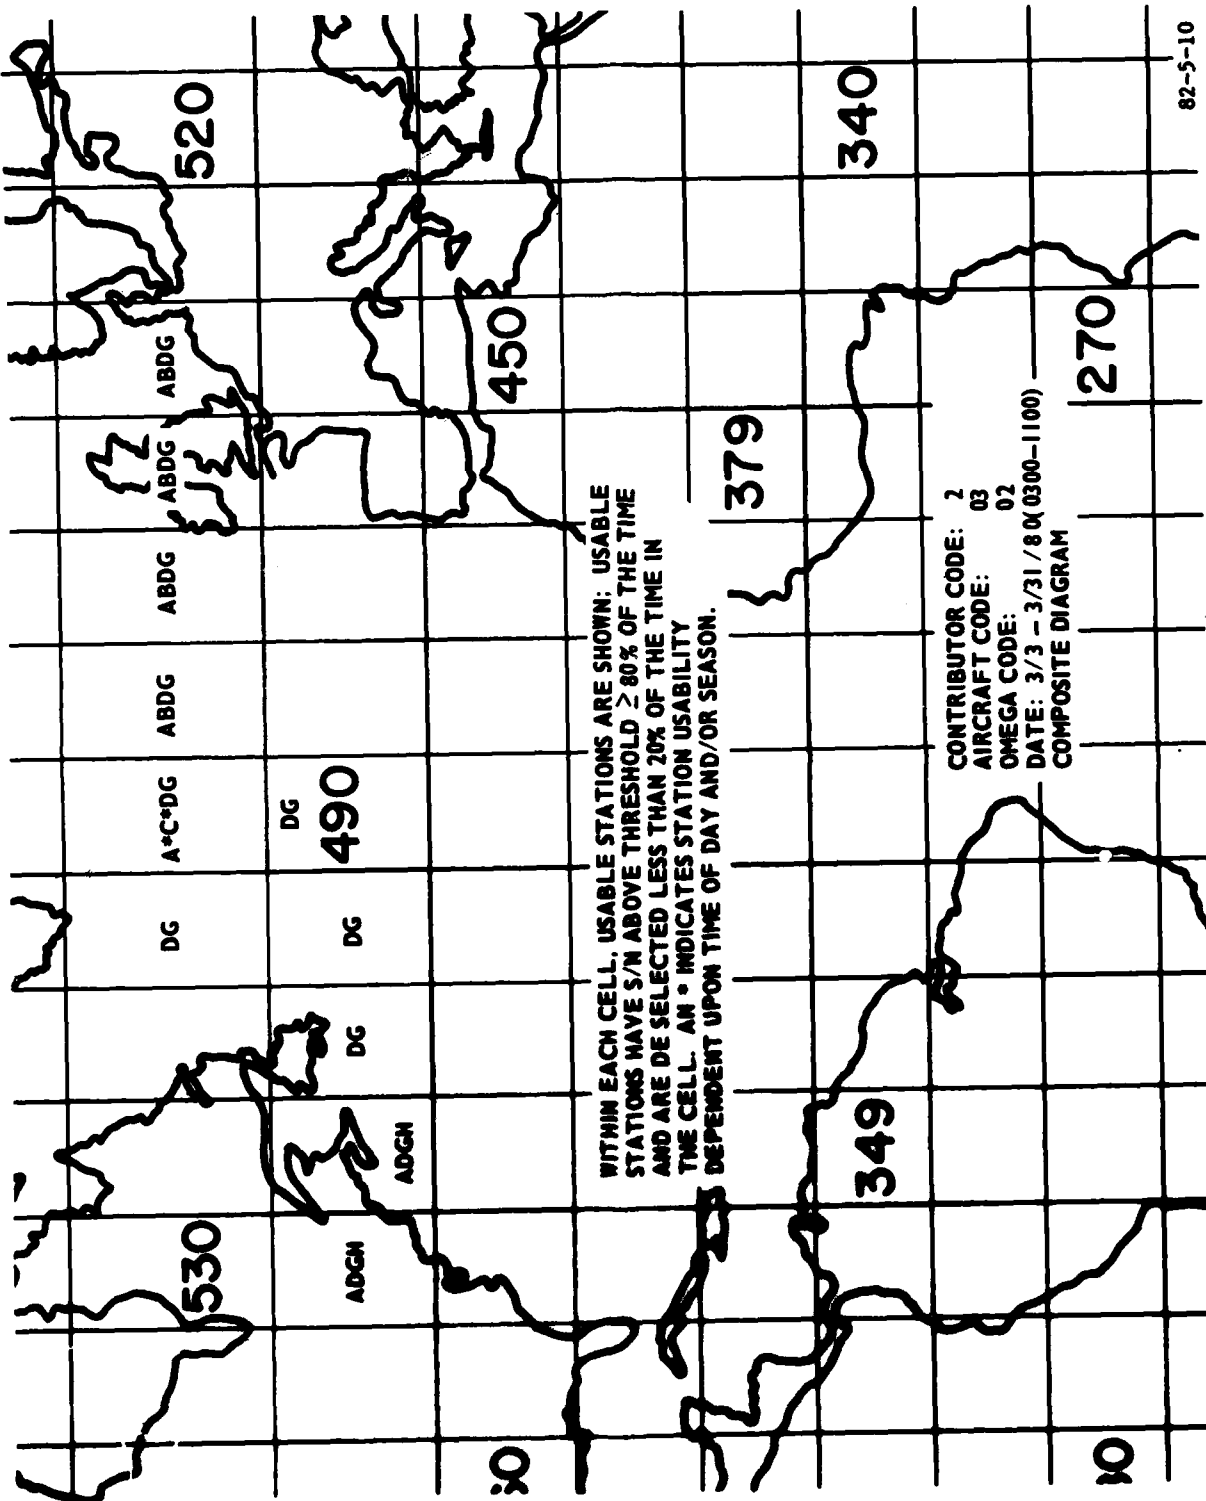 530
520
ADGH
ADGH
DG
DG
DG
A*C*DG
DG
490
ABDG
ABDG
ABDG
ABDG
450
WITHIN EACH CELL, USABLE STATIONS ARE SHOWN: USABLE
STATIONS HAVE S/N ABOVE THRESHOLD ≥ 80% OF THE TIME
AND ARE DE SELECTED LESS THAN 20% OF THE TIME IN
THE CELL. AN * INDICATES STATION USABILITY
DEPENDENT UPON TIME OF DAY AND/OR SEASON.
379
349
340
CONTRIBUTOR CODE: 2
AIRCRAFT CODE: 03
OMEGA CODE: 02
DATE: 3/3 – 3/31/80(0300–1100)
COMPOSITE DIAGRAM
270
82-5-10